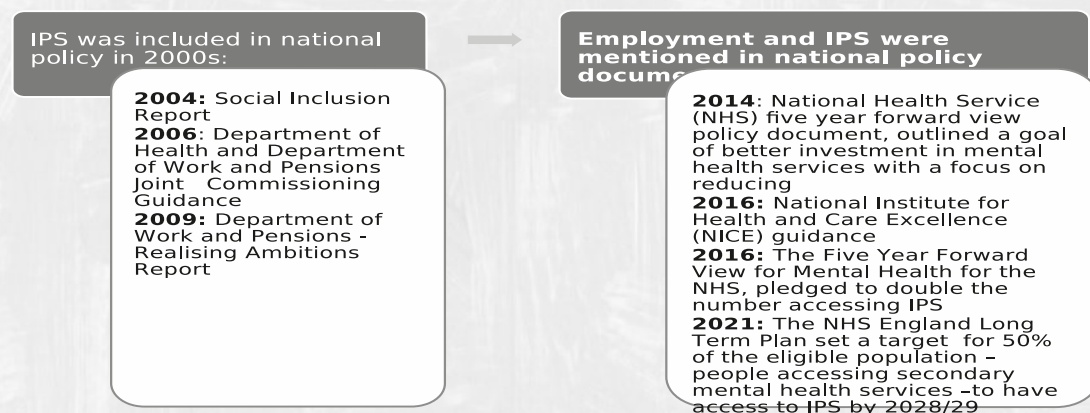 IPS was included in national
policy in 2000s:
2004: Social Inclusion
Report
2006: Department of
Health and Department
of Work and Pensions
Joint Commissioning
Guidance
2009: Department of
Work and Pensions -
Realising Ambitions
Report
Employment and IPS were
mentioned in national policy
2014: National Health Service
(NHS) five year forward view
policy document, outlined a goal
of better investment in mental
health services with a focus on
reducing
2016: National Institute for
Health and Care Excellence
(NICE) guidance
2016: The Five Year Forward
View for Mental Health for the
NHS, pledged to double the
number accessing IPS
2021: The NHS England Long
Term Plan set a target for 50%
of the eligible population –
people accessing secondary
mental health services –to have
access to IPS by 2028/29